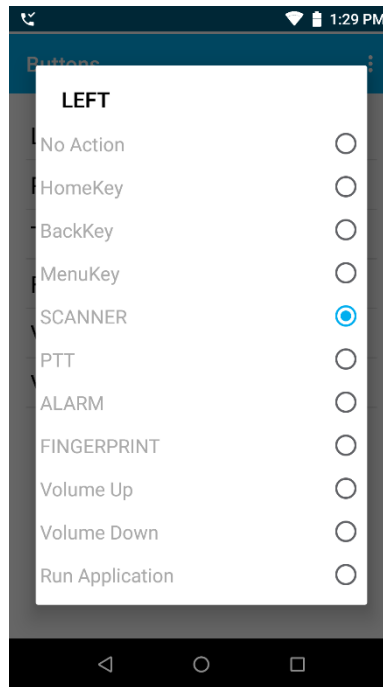 1:29 PM
Buttons
LEFT
No Action
HomeKey
BackKey
MenuKey
SCANNER
PTT
ALARM
FINGERPRINT
Volume Up
Volume Down
Run Application